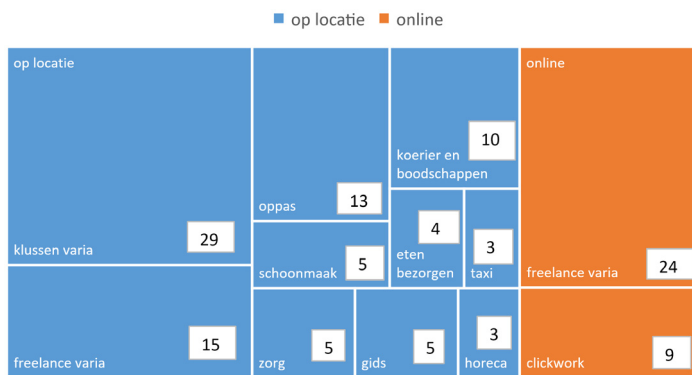 op locatie online
op locatie
klussen varia
29
freelance varia
15
oppas
13
schoonmaak
5
koerier en
boodschappen
10
eten
bezorgen
4
taxi
3
zorg
5
gids
5
horeca
3
online
freelance varia
24
clickwork
9